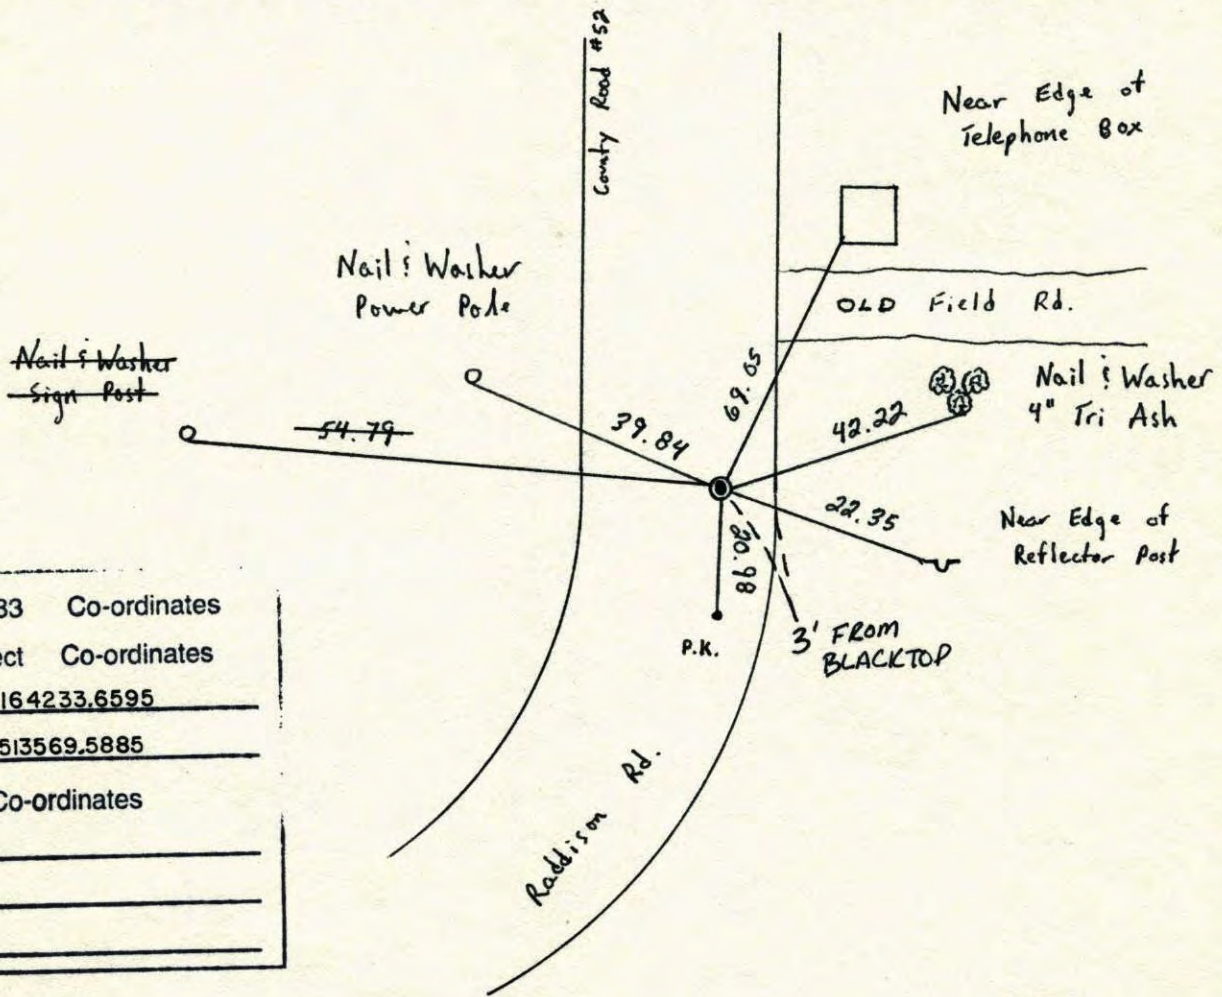 County Road #52
Near Edge of
Telephone Box
Nail & Washer
Power Pole
OLD Field Rd.
Nail & Washer
Sign Post
54.79
39.84
69.05
42.22
Nail & Washer
4" Tri Ash
22.35
Near Edge of
Reflector Post
20.98
P.K.
3' FROM
BLACKTOP
Raddison Rd.
83 Co-ordinates
ect Co-ordinates
164233.6595
513569.5885
Co-ordinates